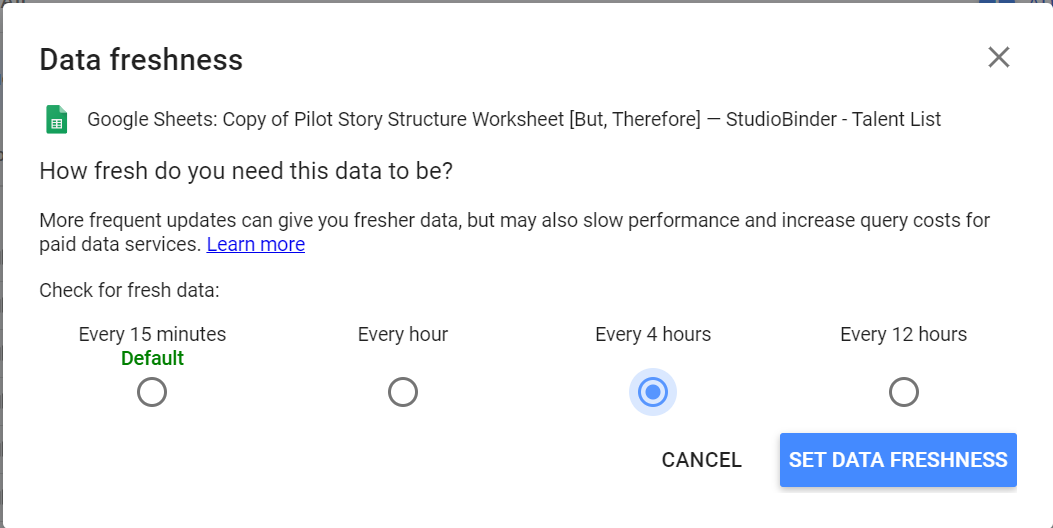 Data freshness
Google Sheets: Copy of Pilot Story Structure Worksheet [But, Therefore] — StudioBinder - Talent List
How fresh do you need this data to be?
More frequent updates can give you fresher data, but may also slow performance and increase query costs for
paid data services. Learn more
Check for fresh data:
Every 15 minutes
Default
Every hour
Every 4 hours
Every 12 hours
CANCEL
SET DATA FRESHNESS